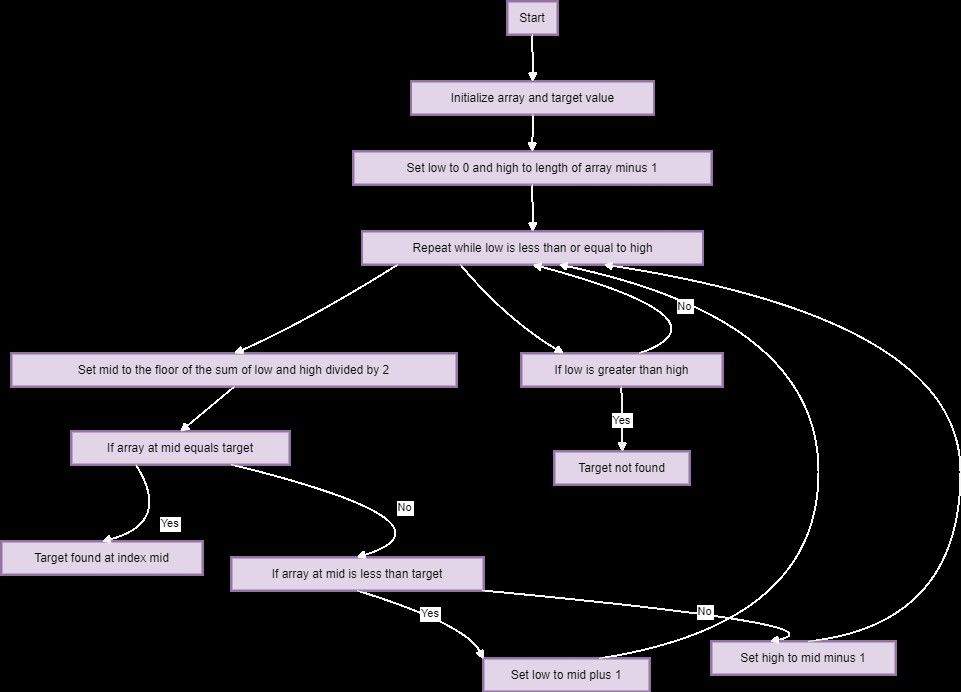 Start
Initialize array and target value
Set low to 0 and high to length of array minus 1
Repeat while low is less than or equal to high
No
Set mid to the floor of the sum of low and high divided by 2
If low is greater than high
Yes
If array at mid equals target
Target not found
No
Yes
Target found at index mid
If array at mid is less than target
Yes
No
Set low to mid plus 1
Set high to mid minus 1